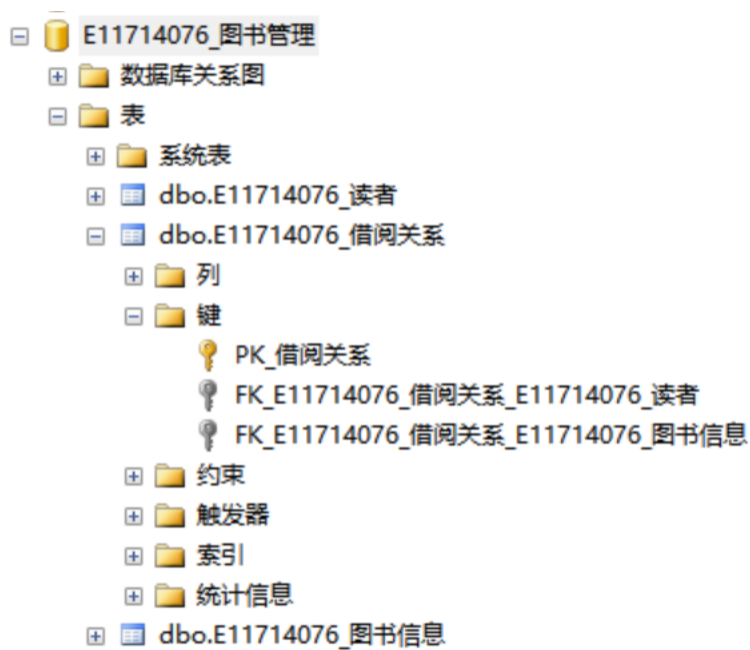 E11714076_图书管理
数据库关系图
表
系统表
dbo.E11714076_读者
dbo.E11714076_借阅关系
列
键
PK_借阅关系
FK_E11714076_借阅关系_E11714076_读者
FK_E11714076_借阅关系_E11714076_图书信息
约束
触发器
索引
统计信息
dbo.E11714076_图书信息